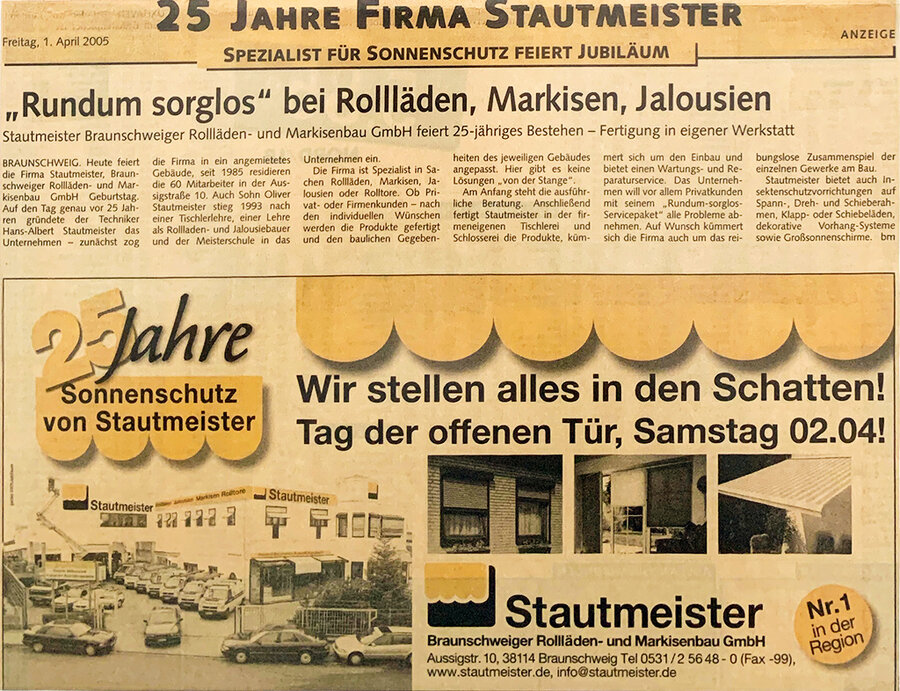 25 JAHRE FIRMA STAUTMEISTER
Freitag, 1. April 2005
ANZEIGE
SPEZIALIST FÜR SONNENSCHUTZ FEIERT JUBILÄUM
„Rundum sorglos“ bei Rollläden, Markisen, Jalousien
Stautmeister Braunschweiger Rollläden- und Markisenbau GmbH feiert 25-jähriges Bestehen – Fertigung in eigener Werkstatt
BRAUNSCHWEIG. Heute feiert
die Firma Stautmeister, Braun-
schweiger Rollläden- und Mar-
kisenbau GmbH Geburtstag.
Auf den Tag genau vor 25 Jah-
ren gründete der Techniker
Hans-Albert Stautmeister das
Unternehmen – zunächst zog
die Firma in ein angemietetes
Gebäude, seit 1985 residieren
die 60 Mitarbeiter in der Aus-
sigstraße 10. Auch Sohn Oliver
Stautmeister stieg 1993 nach
einer Tischlerlehre, einer Lehre
als Rollladen- und Jalousiebauer
und der Meisterschule in das
Unternehmen ein.
Die Firma ist Spezialist in Sa-
chen Rollläden, Markisen, Ja-
lousien oder Rolltore. Ob Pri-
vat- oder Firmenkunden – nach
den individuellen Wünschen
werden die Produkte gefertigt
und den baulichen Gegeben-
heiten des jeweiligen Gebäudes
angepasst. Hier gibt es keine
Lösungen „von der Stange“.
Am Anfang steht die ausführ-
liche Beratung. Anschließend
fertigt Stautmeister in der fir-
meneigenen Tischlerei und
Schlosserei die Produkte, küm-
mert sich um den Einbau und
bietet einen Wartungs- und Re-
paraturservice. Das Unterneh-
men will vor allem Privatkunden
mit seinem „Rundum-sorglos-
Servicepaket“ alle Probleme ab-
nehmen. Auf Wunsch kümmert
sich die Firma auch um das rei-
bungslose Zusammenspiel der
einzelnen Gewerke am Bau.
Stautmeister bietet auch In-
sektenschutzvorrichtungen auf
Spann-, Dreh- und Schieberah-
men, Klapp- oder Schiebeläden,
dekorative Vorhang-Systeme
sowie Großsonnenschirme. bm
25 Jahre
Sonnenschutz
von Stautmeister
Wir stellen alles in den Schatten!
Tag der offenen Tür, Samstag 02.04!
Stautmeister
Jalousien Markisen Rolltore
Stautmeister
Stautmeister
Braunschweiger Rollläden- und Markisenbau GmbH
Aussigstr. 10, 38114 Braunschweig Tel 0531 / 2 56 48 - 0 (Fax -99),
www.stautmeister.de, info@stautmeister.de
Nr.1
in der
Region